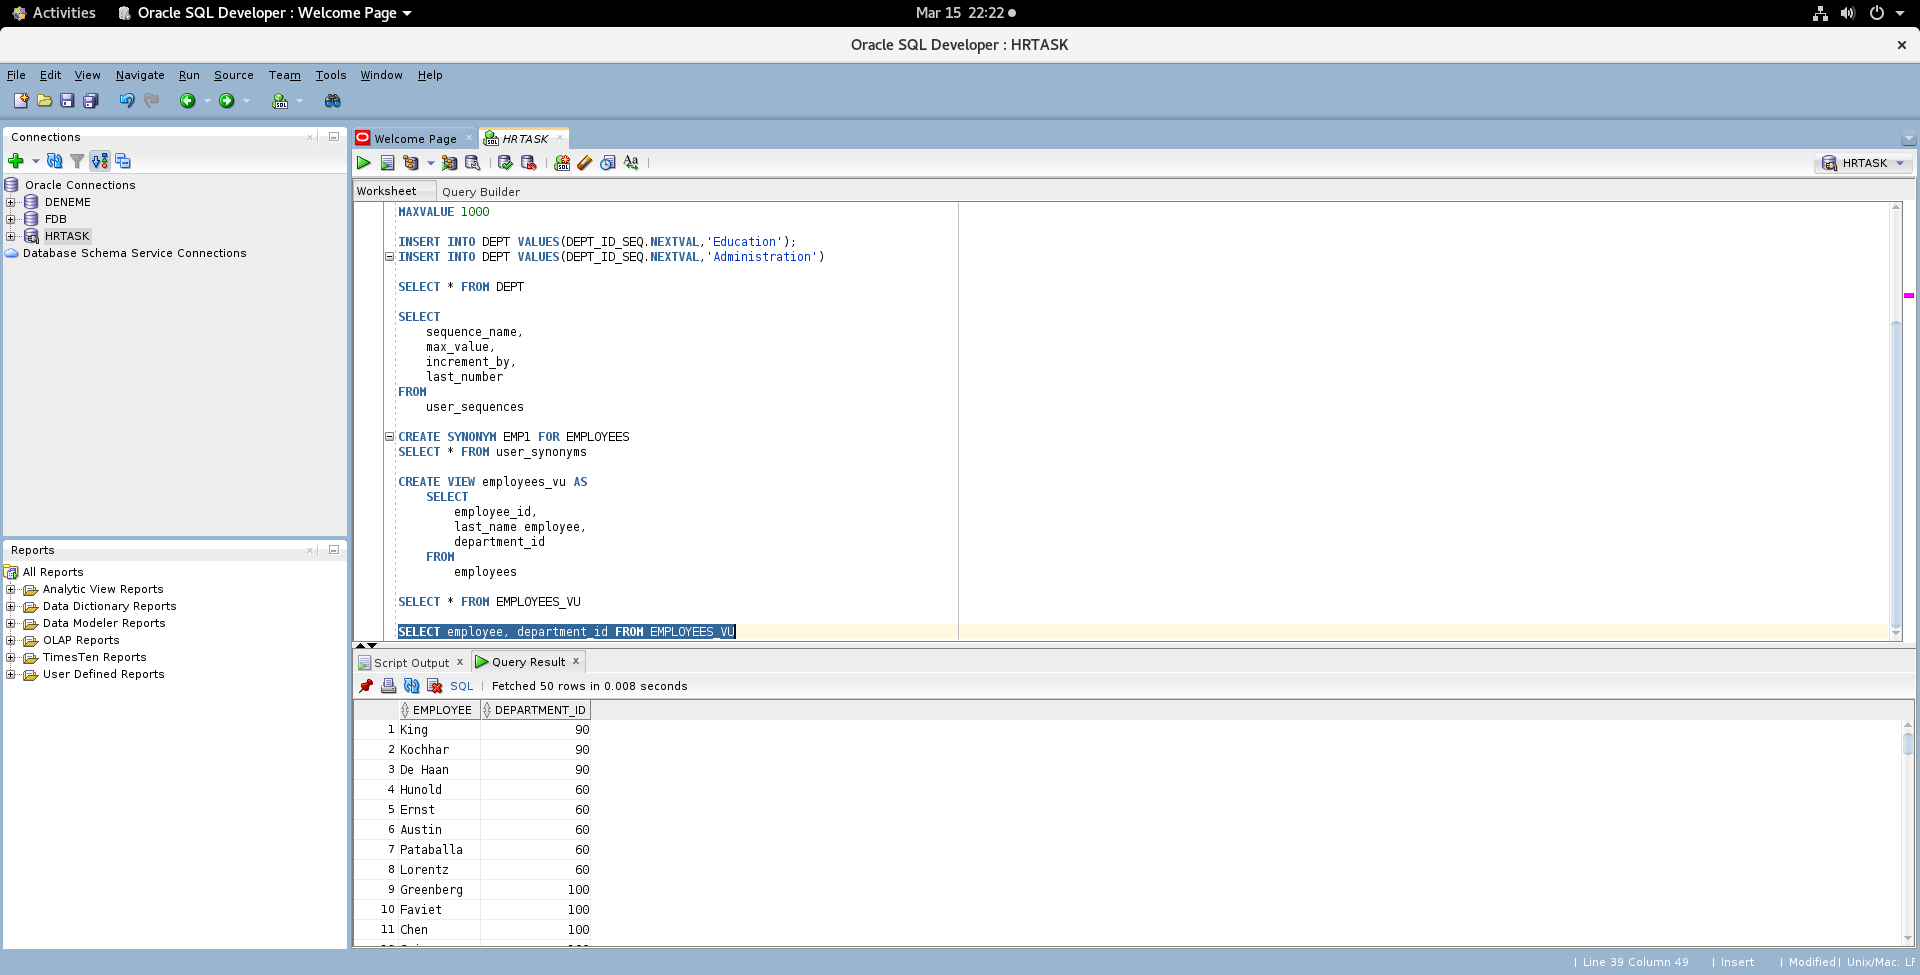 Activities Oracle SQL Developer : Welcome Page Mar 15 22:22
Oracle SQL Developer : HRTASK
File Edit View Navigate Run Source Team Tools Window Help
Connections
Oracle Connections
DENEME
FDB
HRTASK
Database Schema Service Connections
Reports
All Reports
Analytic View Reports
Data Dictionary Reports
Data Modeler Reports
OLAP Reports
TimesTen Reports
User Defined Reports
Welcome Page HRTASK
HRTASK
Worksheet Query Builder
MAXVALUE 1000
INSERT INTO DEPT VALUES(DEPT_ID_SEQ.NEXTVAL,'Education');
INSERT INTO DEPT VALUES(DEPT_ID_SEQ.NEXTVAL,'Administration')
SELECT * FROM DEPT
SELECT
sequence_name,
max_value,
increment_by,
last_number
FROM
user_sequences
CREATE SYNONYM EMP1 FOR EMPLOYEES
SELECT * FROM user_synonyms
CREATE VIEW employees_vu AS
SELECT
employee_id,
last_name employee,
department_id
FROM
employees
SELECT * FROM EMPLOYEES_VU
SELECT employee, department_id FROM EMPLOYEES_VU
Script Output x Query Result x
SQL | Fetched 50 rows in 0.008 seconds
EMPLOYEE DEPARTMENT_ID
1 King 90
2 Kochhar 90
3 De Haan 90
4 Hunold 60
5 Ernst 60
6 Austin 60
7 Pataballa 60
8 Lorentz 60
9 Greenberg 100
10 Faviet 100
11 Chen 100
| Line 39 Column 49 | Insert | Modified| Unix/Mac: LF